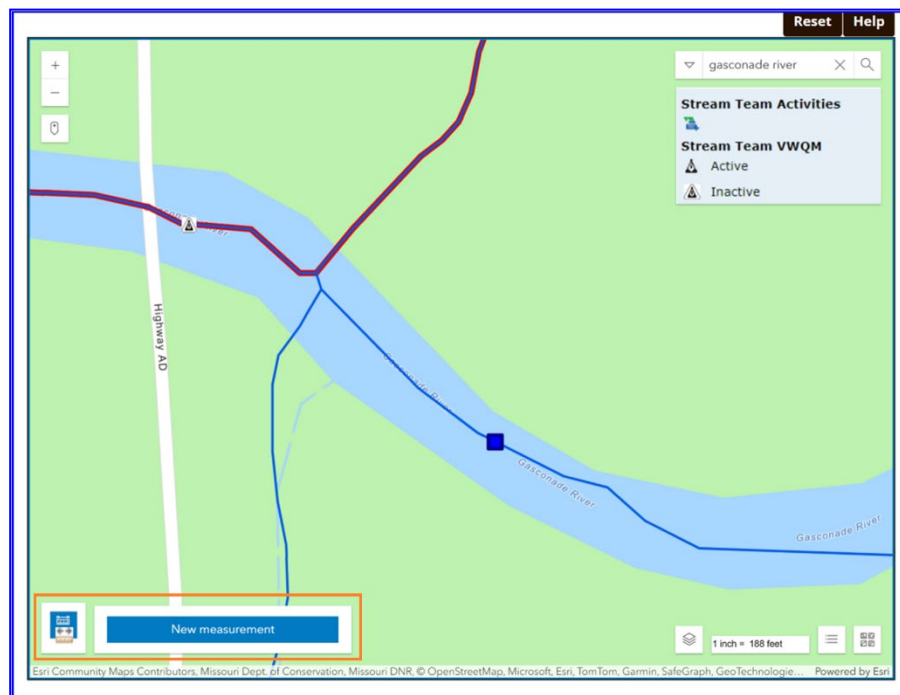 Reset Help
+
gasconade river
−
Stream Team Activities
Stream Team VWQM
Active
Inactive
Highway AD
Gasconade River
Gasconade River
Gasconade River
New measurement
1 inch = 188 feet
Esri Community Maps Contributors, Missouri Dept. of Conservation, Missouri DNR, © OpenStreetMap, Microsoft, Esri, TomTom, Garmin, SafeGraph, GeoTechnologie... Powered by Esri